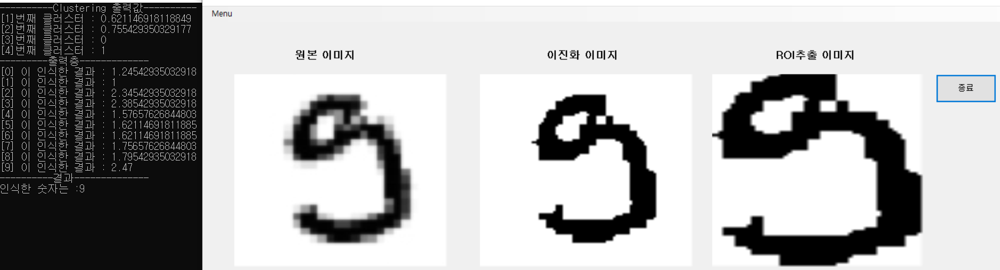 ----------Clustering 출력값----------
[1]번째 클러스터 : 0.621146918118849
[2]번째 클러스터 : 0.755429350329177
[3]번째 클러스터 : 0
[4]번째 클러스터 : 1
---------출력층-------------
[0] 이 인식한 결과 : 1.24542935032918
[1] 이 인식한 결과 : 1
[2] 이 인식한 결과 : 2.34542935032918
[3] 이 인식한 결과 : 2.38542935032918
[4] 이 인식한 결과 : 1.57657626844803
[5] 이 인식한 결과 : 1.62114691811885
[6] 이 인식한 결과 : 1.62114691811885
[7] 이 인식한 결과 : 1.75657626844803
[8] 이 인식한 결과 : 1.79542935032918
[9] 이 인식한 결과 : 2.47
----------결과--------------
인식한 숫자는 :9
Menu
원본 이미지
이진화 이미지
ROI추출 이미지
종료